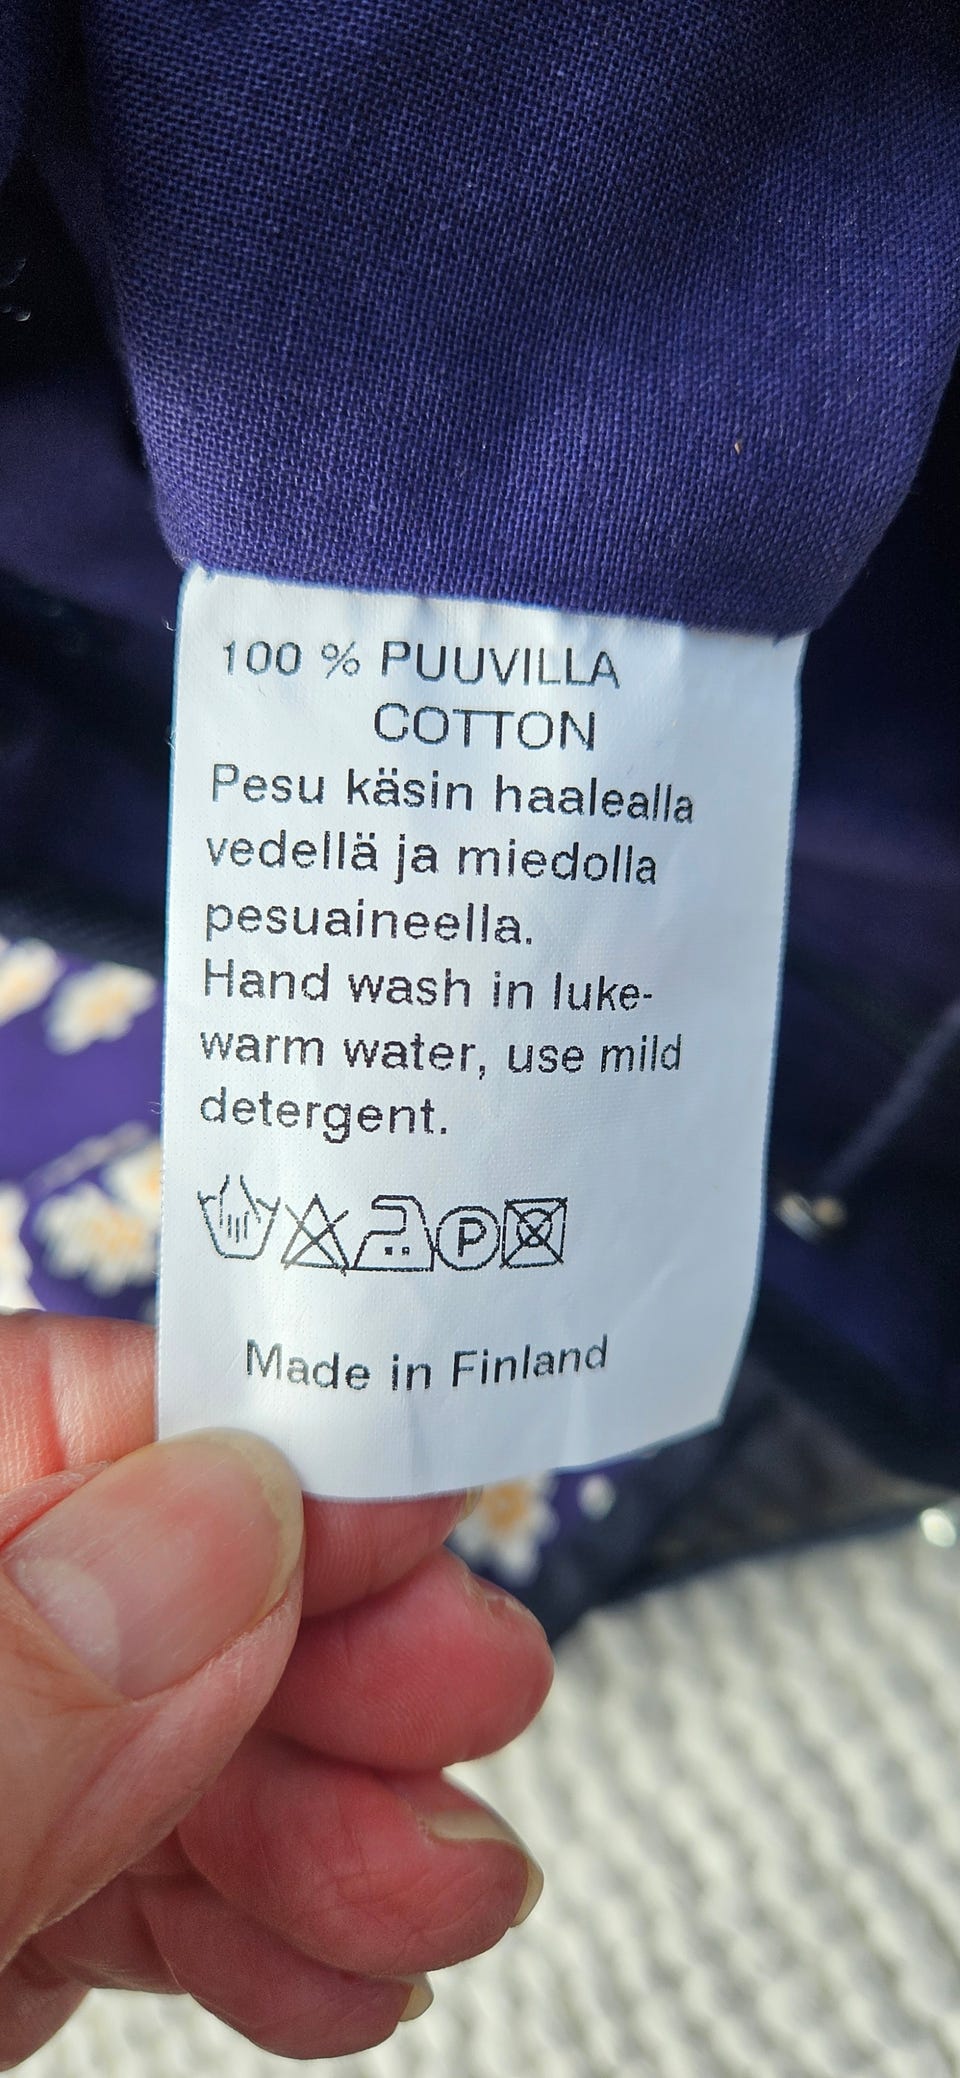 100 % PUUVILLA
COTTON
Pesu käsin haalealla
vedellä ja miedolla
pesuaineella.
Hand wash in luke-
warm water, use mild
detergent.
P
Made in Finland